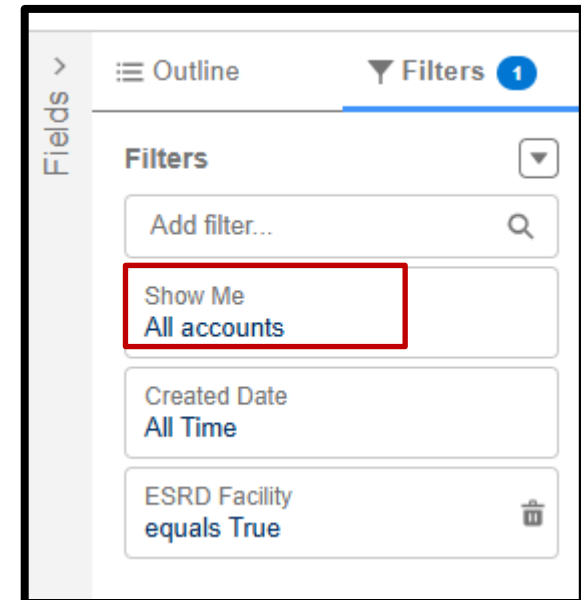 Fields
Outline
Filters 1
Filters
Add filter...
Show Me
All accounts
Created Date
All Time
ESRD Facility
equals True